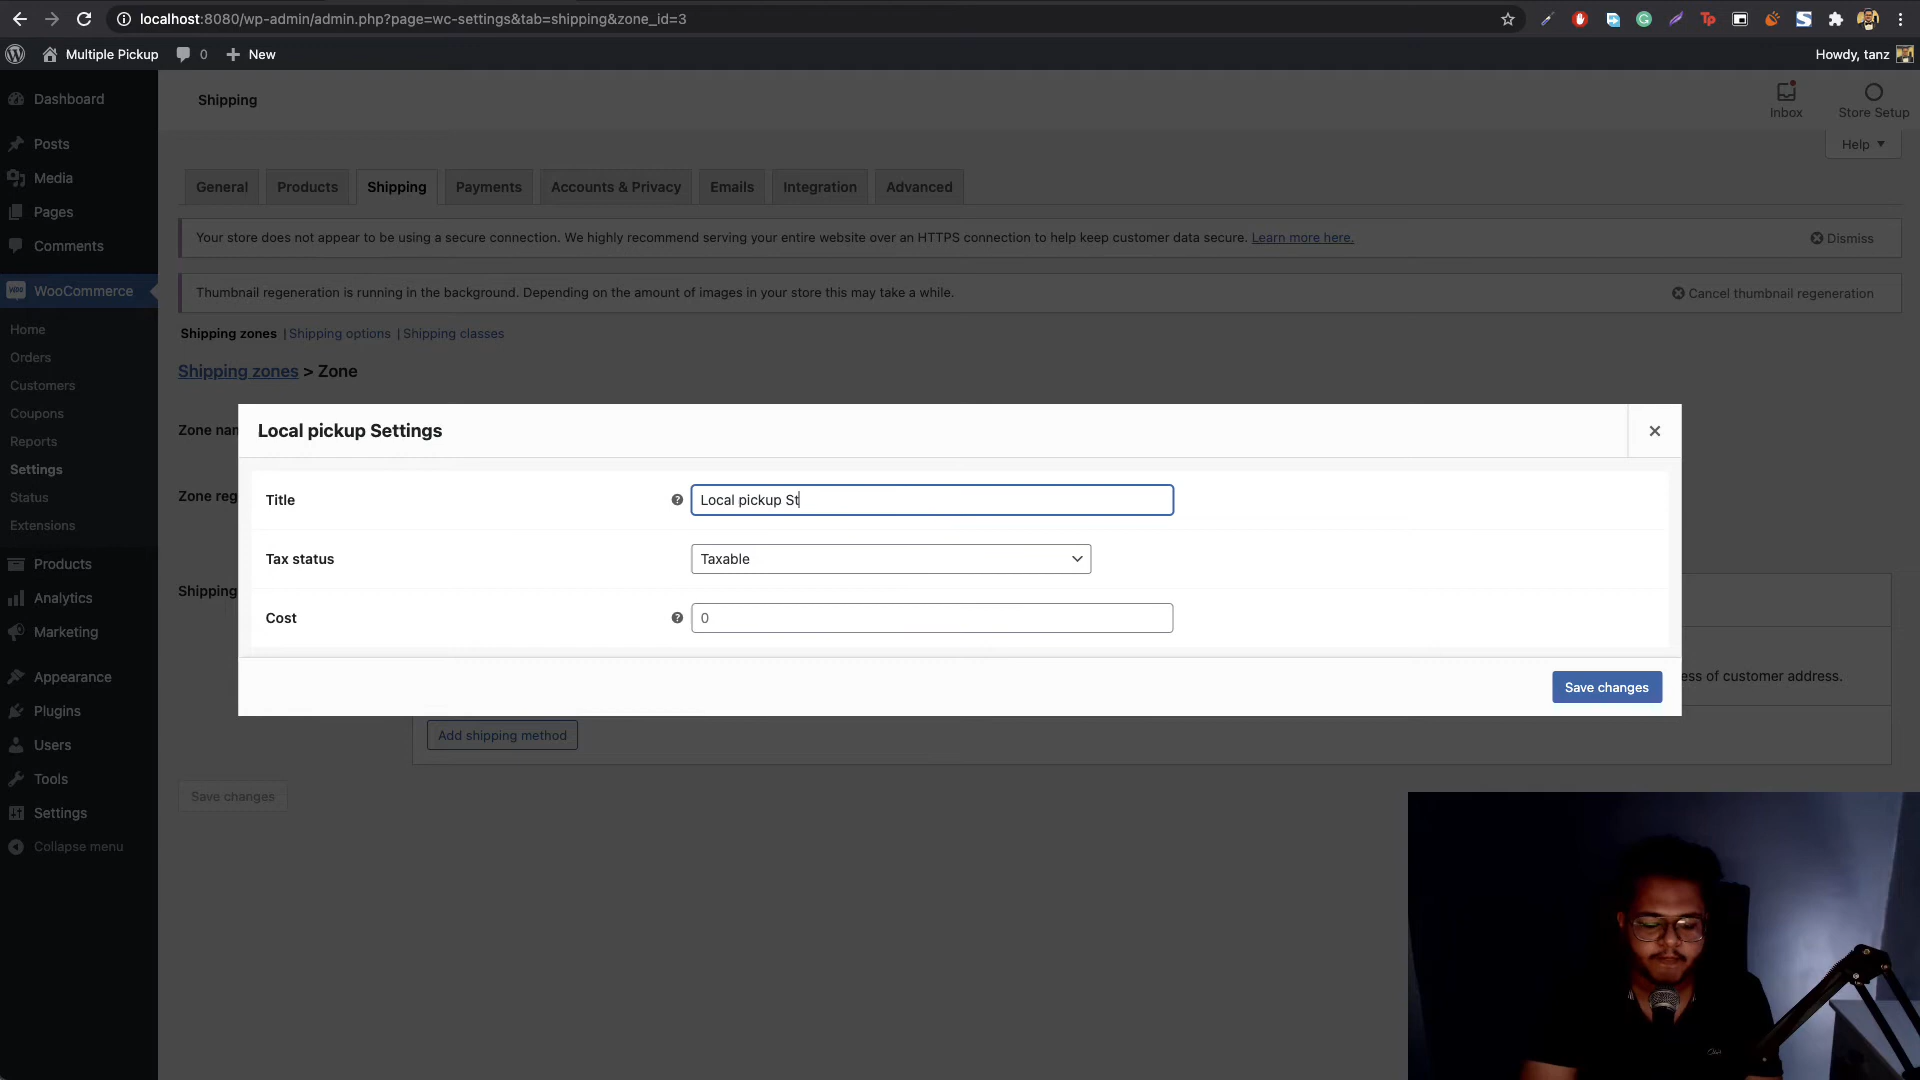 localhost:8080/wp-admin/admin.php?page=wc-settings&tab=shipping&zone_id=3
Multiple Pickup 0 New Howdy, tanz
Dashboard
Posts
Media
Pages
Comments
WooCommerce
Home
Orders
Customers
Coupons
Reports
Settings
Status
Extensions
Products
Analytics
Marketing
Appearance
Plugins
Users
Tools
Settings
Collapse menu
Shipping
Inbox
Store Setup
Help
General Products Shipping Payments Accounts & Privacy Emails Integration Advanced
Your store does not appear to be using a secure connection. We highly recommend serving your entire website over an HTTPS connection to help keep customer data secure. Learn more here. Dismiss
Thumbnail regeneration is running in the background. Depending on the amount of images in your store this may take a while. Cancel thumbnail regeneration
Shipping zones | Shipping options | Shipping classes
Shipping zones > Zone
Zone nam
Zone reg
Shipping
Local pickup Settings
Title Local pickup St
Tax status Taxable
Cost 0
Save changes
ess of customer address.
Add shipping method
Save changes